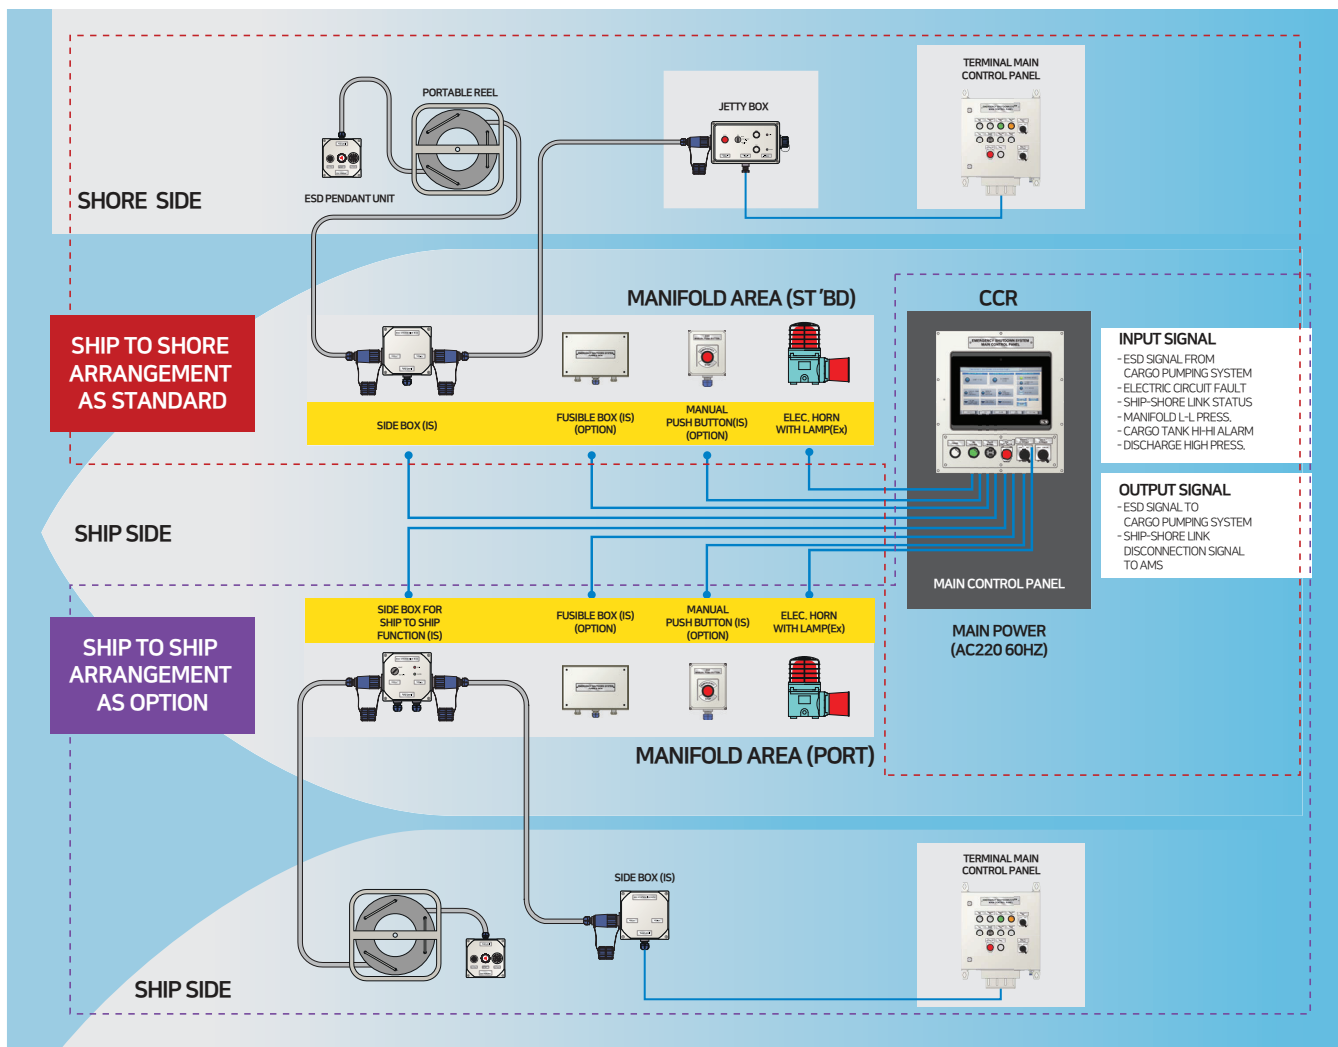 TERMINAL MAIN
CONTROL PANEL
PORTABLE REEL
JETTY BOX
ESD PENDANT UNIT
SHORE SIDE
MANIFOLD AREA (ST'BD)
CCR
SHIP TO SHORE
ARRANGEMENT
AS STANDARD
EMERGENCY SHUTDOWN SYSTEM
MAIN CONTROL PANEL
INPUT SIGNAL
- ESD SIGNAL FROM
CARGO PUMPING SYSTEM
- ELECTRIC CIRCUIT FAULT
- SHIP-SHORE LINK STATUS
- MANIFOLD L-L PRESS.
- CARGO TANK HI-HI ALARM
- DISCHARGE HIGH PRESS.
SIDE BOX (IS)
FUSIBLE BOX (IS)
(OPTION)
MANUAL
PUSH BUTTON(IS)
(OPTION)
ELEC. HORN
WITH LAMP(Ex)
OUTPUT SIGNAL
- ESD SIGNAL TO
CARGO PUMPING SYSTEM
- SHIP-SHORE LINK
DISCONNECTION SIGNAL
TO AMS
SHIP SIDE
MAIN CONTROL PANEL
SIDE BOX FOR
SHIP TO SHIP
FUNCTION (IS)
FUSIBLE BOX (IS)
(OPTION)
MANUAL
PUSH BUTTON (IS)
(OPTION)
ELEC. HORN
WITH LAMP(Ex)
MAIN POWER
(AC220 60HZ)
SHIP TO SHIP
ARRANGEMENT
AS OPTION
MANIFOLD AREA (PORT)
TERMINAL MAIN
CONTROL PANEL
SIDE BOX (IS)
SHIP SIDE